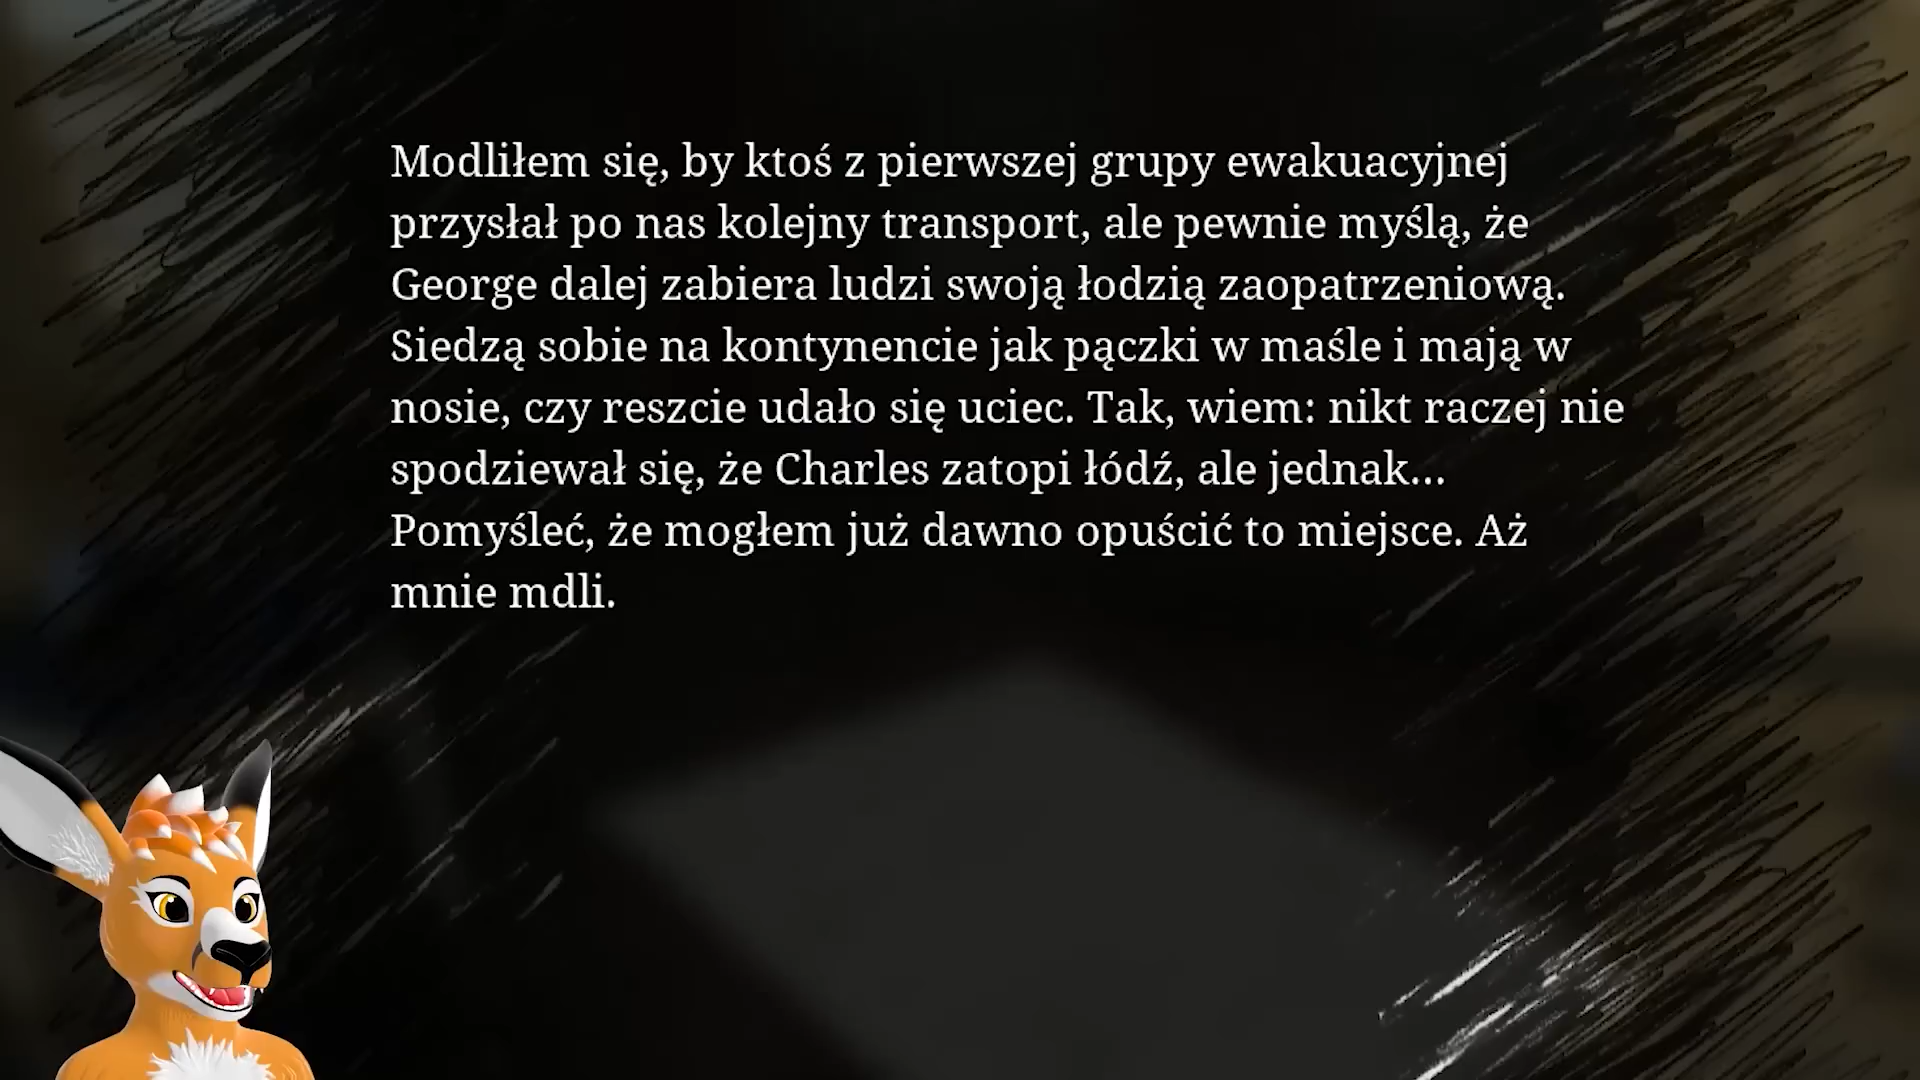 Modliłem się, by ktoś z pierwszej grupy ewakuacyjnej
przysłał po nas kolejny transport, ale pewnie myślą, że
George dalej zabiera ludzi swoją łodzią zaopatrzeniową.
Siedzą sobie na kontynencie jak pączki w maśle i mają w
nosie, czy reszcie udało się uciec. Tak, wiem: nikt raczej nie
spodziewał się, że Charles zatopi łódź, ale jednak...
Pomyśleć, że mogłem już dawno opuścić to miejsce. Aż
mnie mdli.